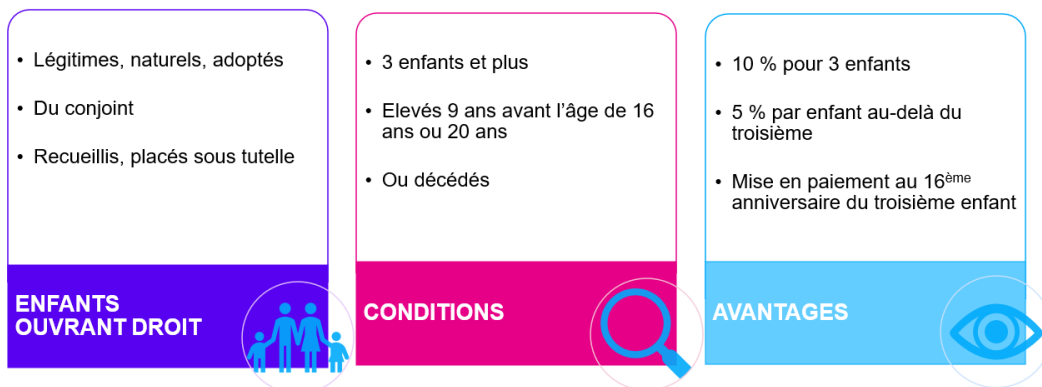 • Légitimes, naturels, adoptés
• Du conjoint
• Recueillis, placés sous tutelle
ENFANTS
OUVRANT DROIT
• 3 enfants et plus
• Elevés 9 ans avant l’âge de 16
ans ou 20 ans
• Ou décédés
CONDITIONS
• 10 % pour 3 enfants
• 5 % par enfant au-delà du
troisième
• Mise en paiement au 16ème
anniversaire du troisième enfant
AVANTAGES